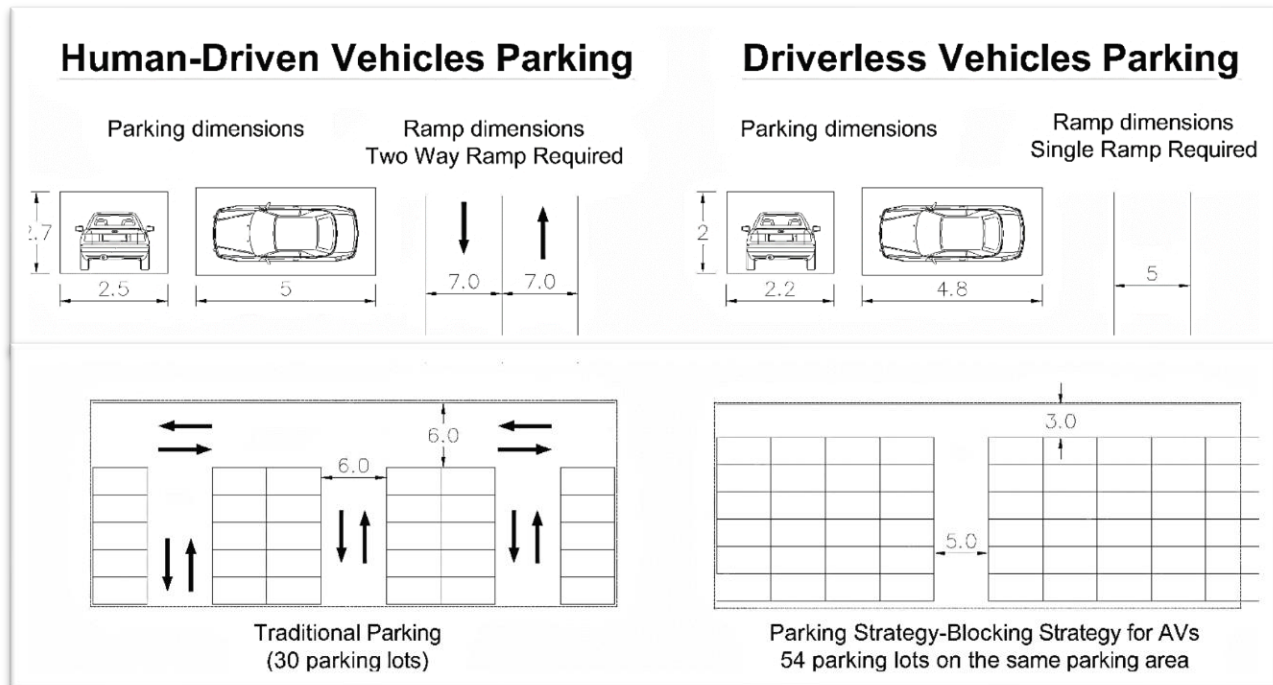 Human-Driven Vehicles Parking
Parking dimensions
Ramp dimensions
Two Way Ramp Required
2.5
5
7.0
7.0
Driverless Vehicles Parking
Parking dimensions
Ramp dimensions
Single Ramp Required
2
2.2
4.8
5
6.0
6.0
Traditional Parking
(30 parking lots)
3.0
5.0
Parking Strategy-Blocking Strategy for AVs
54 parking lots on the same parking area